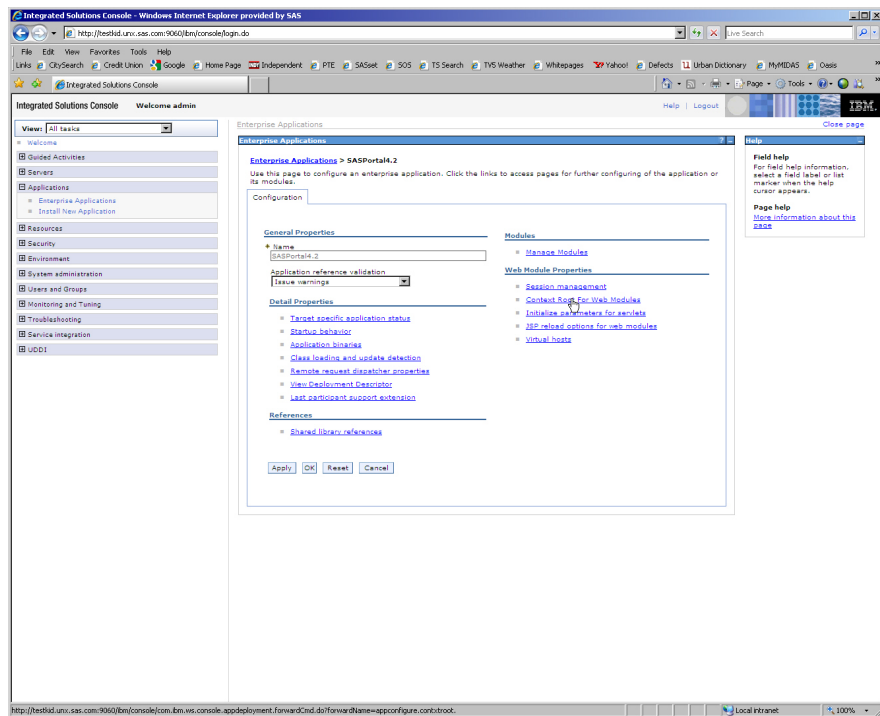 Integrated Solutions Console - Windows Internet Explorer provided by SAS
http://testkid.unx.sas.com:9060/ibm/console/login.do
Live Search
File Edit View Favorites Tools Help
Links CitySearch Credit Union Google Home Page Independent PTE SASset SOS TS Search TVS Weather Whitepages Yahoo! Defects Urban Dictionary MyMIDAS Oasis
Integrated Solutions Console
Page Tools
Integrated Solutions Console Welcome admin
Help | Logout
IBM.
View: All tasks
Welcome
Guided Activities
Servers
Applications
Enterprise Applications
Install New Application
Resources
Security
Environment
System administration
Users and Groups
Monitoring and Tuning
Troubleshooting
Service integration
UDDI
Enterprise Applications
Close page
Enterprise Applications
Enterprise Applications > SASPortal4.2
Use this page to configure an enterprise application. Click the links to access pages for further configuring of the application or
its modules.
Configuration
General Properties
* Name
SASPortal4.2
Application reference validation
Issue warnings
Detail Properties
Target specific application status
Startup behavior
Application binaries
Class loading and update detection
Remote request dispatcher properties
View Deployment Descriptor
Last participant support extension
References
Shared library references
Apply OK Reset Cancel
Modules
Manage Modules
Web Module Properties
Session management
Context Root For Web Modules
Initialize parameters for servlets
JSP reload options for web modules
Virtual hosts
Help
Field help
For field help information,
select a field label or list
marker when the help
cursor appears.
Page help
More information about this
page
http://testkid.unx.sas.com:9060/ibm/console/com.ibm.ws.console.appdeployment.forwardCmd.do?forwardName=appconfigure.contxtroot.
Local intranet
100%